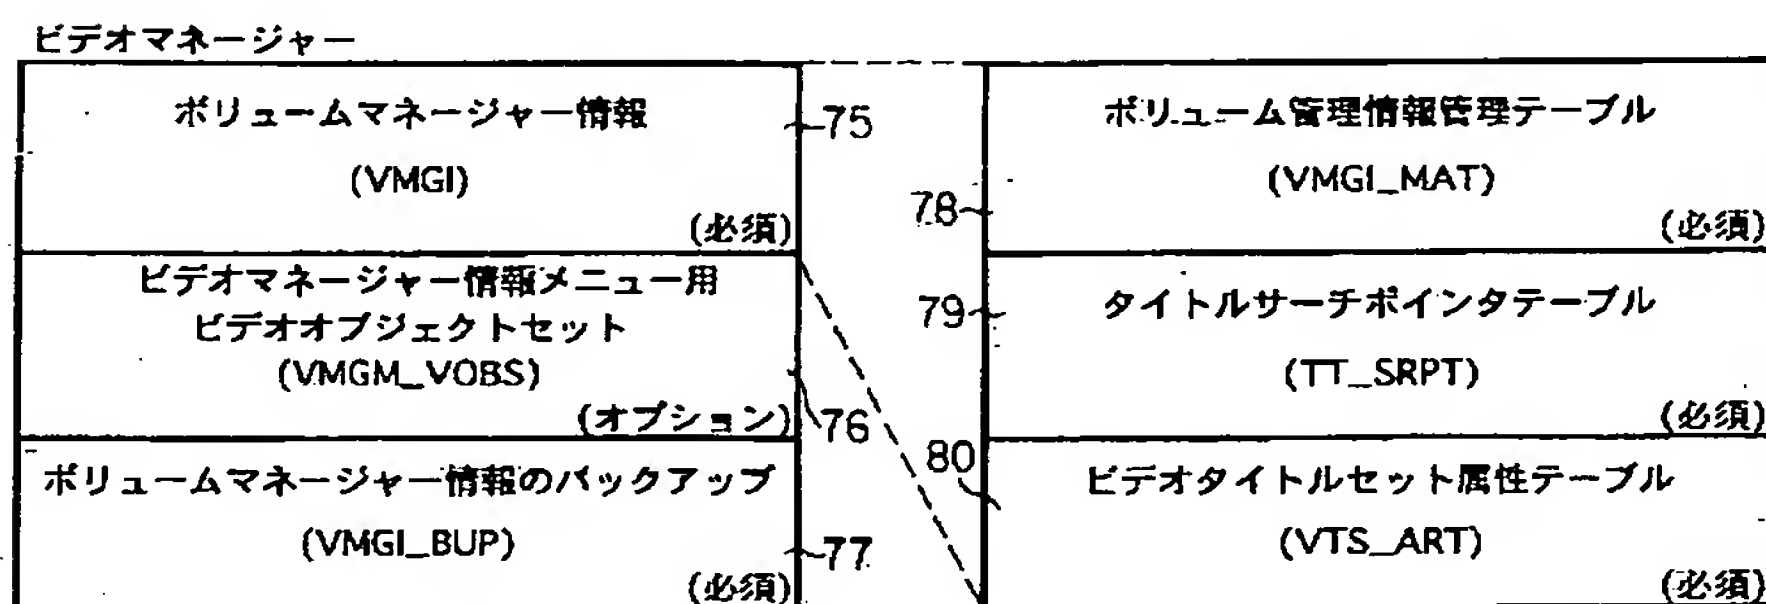 ビデオマネージャー
ボリュームマネージャー情報
(VMGI)
(必須)
75
ビデオマネージャー情報メニュー用
ビデオオブジェクトセット
(VMGM_VOBS)
(オプション)
76
ボリュームマネージャー情報のバックアップ
(VMGI_BUP)
(必須)
77
ボリューム管理情報管理テーブル
(VMGI_MAT)
(必須)
78
タイトルサーチポインタテーブル
(TT_SRPT)
(必須)
79
ビデオタイトルセット属性テーブル
(VTS_ART)
(必須)
80